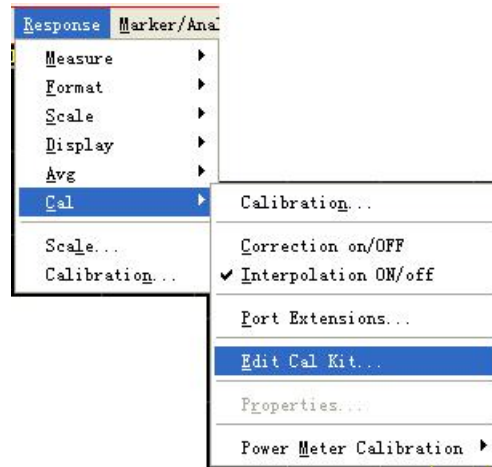 Response Marker/Ana
Measure
Format
Scale
Display
Avg
Cal
Scale...
Calibration...
Calibration...
Correction on/OFF
Interpolation ON/off
Port Extensions...
Edit Cal Kit...
Properties...
Power Meter Calibration